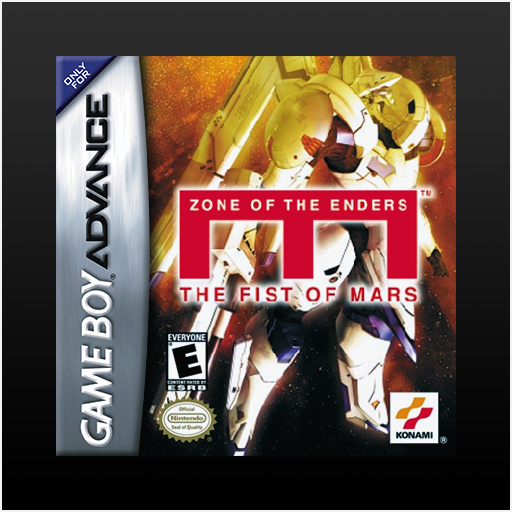 ONLY
FOR
GAME BOY ADVANCE
ZONE OF THE ENDERS
TM
THE FIST OF MARS
EVERYONE
E
CONTENT RATED BY
ESRB
Official
Nintendo
Seal of Quality
KONAMI
®